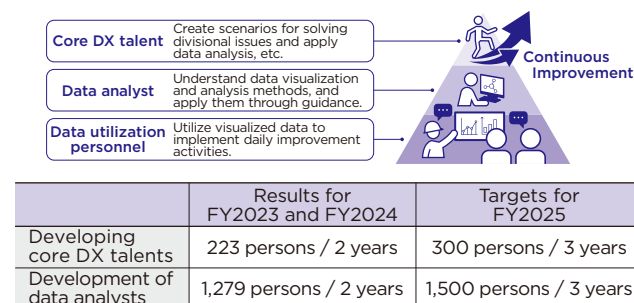 Core DX talent
Create scenarios for solving
divisional issues and apply
data analysis, etc.
Data analyst
Understand data visualization
and analysis methods, and
apply them through guidance.
Data utilization
personnel
Utilize visualized data to
implement daily improvement
activities.
Continuous
Improvement
Results for
FY2023 and FY2024
Targets for
FY2025
Developing
core DX talents
223 persons / 2 years
300 persons / 3 years
Development of
data analysts
1,279 persons / 2 years
1,500 persons / 3 years